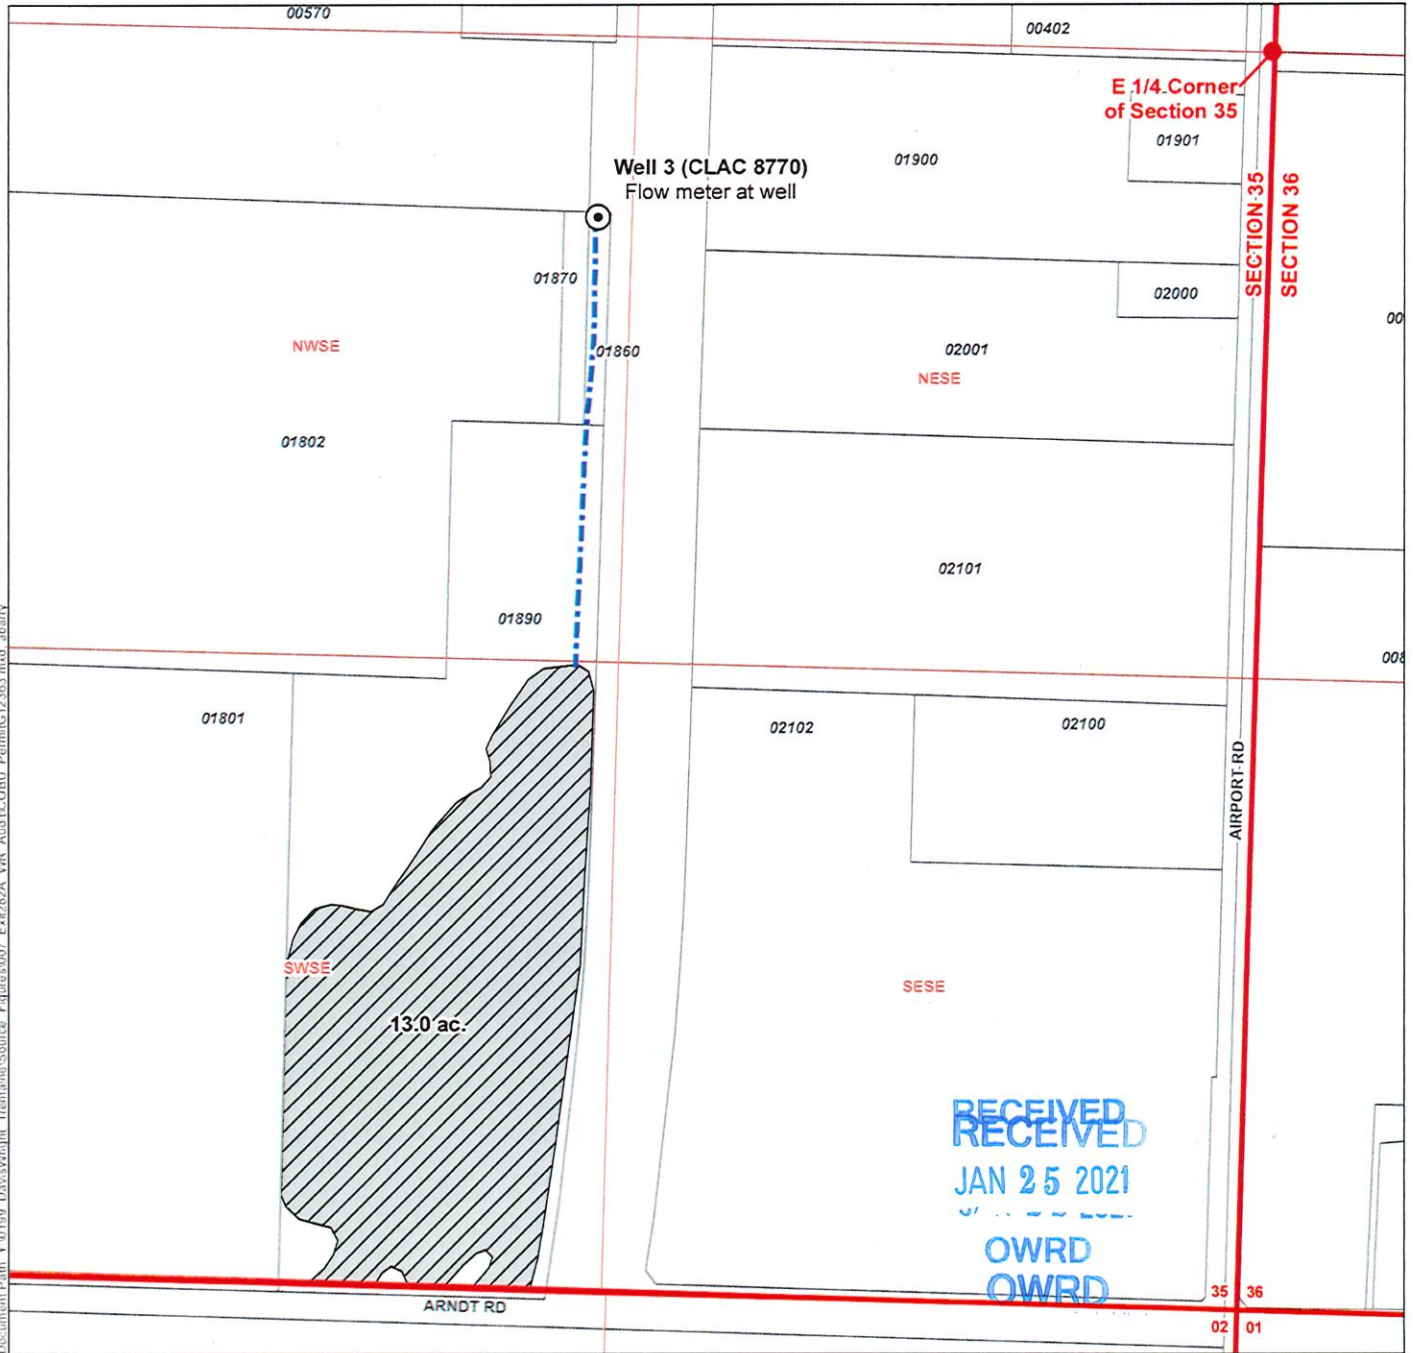 00570
00402
E 1/4 Corner
of Section 35
01901
01900
Well 3 (CLAC 8770)
Flow meter at well
SECTION 35
SECTION 36
01870
02000
00
NWSE
01860
02001
NESE
01802
02101
01890
008
01801
02102
02100
AIRPORT RD
SWSE
SESE
13.0 ac.
RECEIVED
RECEIVED
JAN 25 2021
OWRD
OWRD
35 36
ARNDT RD
02 01